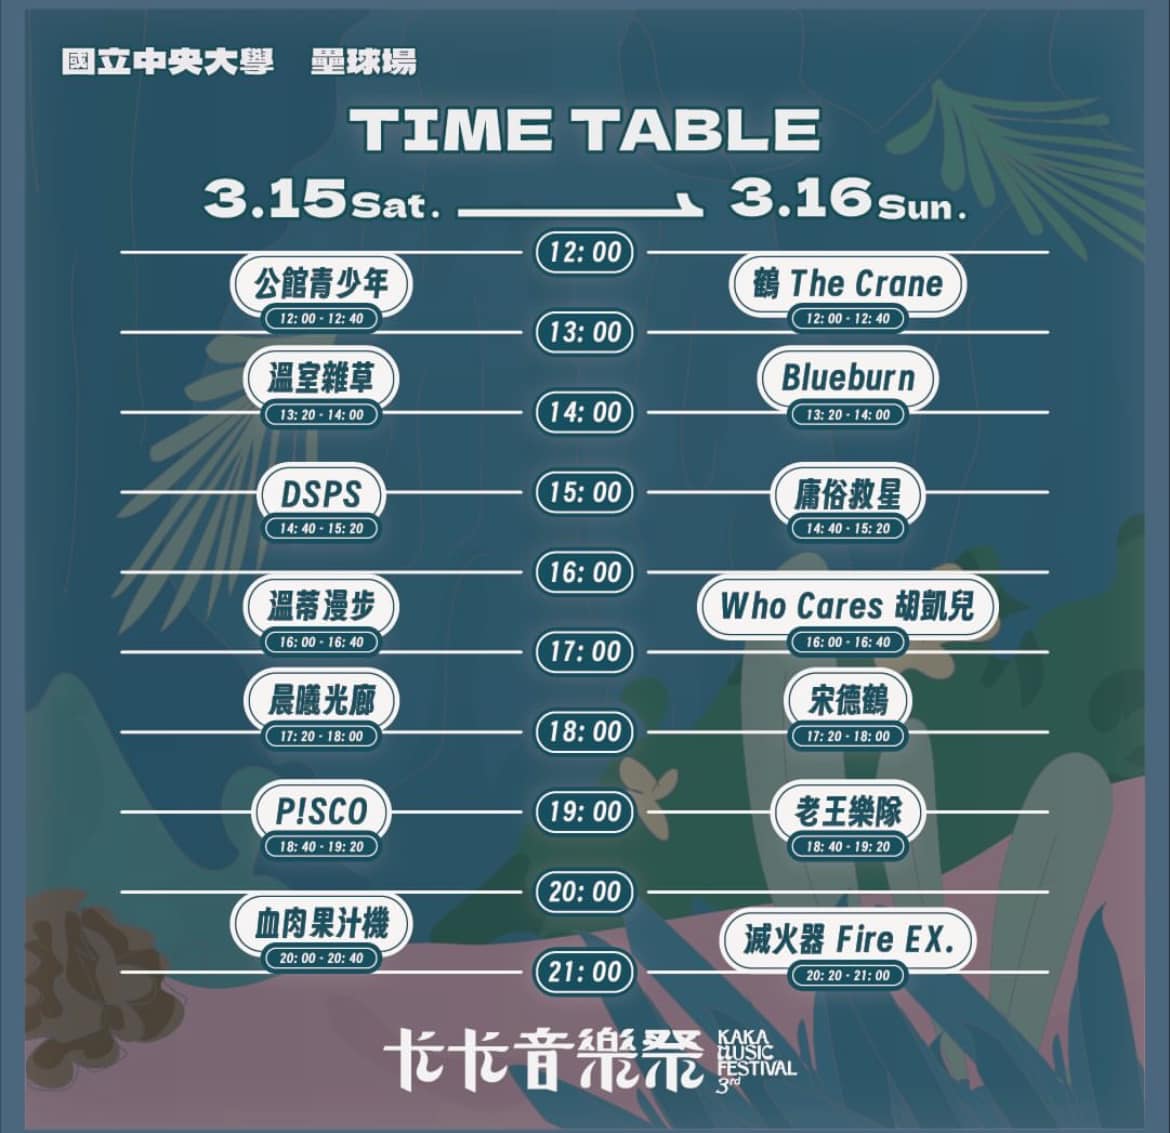 國立中央大學　壘球場
TIME TABLE
3.15 Sat. 3.16 Sun.
12: 00
公館青少年
12: 00 - 12: 40
鶴 The Crane
12: 00 - 12: 40
13: 00
溫室雜草
13: 20 - 14: 00
Blueburn
13: 20 - 14: 00
14: 00
DSPS
14: 40 - 15: 20
15: 00
庸俗救星
14: 40 - 15: 20
16: 00
溫蒂漫步
16: 00 - 16: 40
Who Cares 胡凱兒
16: 00 - 16: 40
17: 00
晨曦光廊
17: 20 - 18: 00
宋德鶴
17: 20 - 18: 00
18: 00
P!SCO
18: 40 - 19: 20
19: 00
老王樂隊
18: 40 - 19: 20
20: 00
血肉果汁機
20: 00 - 20: 40
滅火器 Fire EX.
20: 20 - 21: 00
21: 00
卡卡音樂祭
KAKA
MUSIC
FESTIVAL
3rd